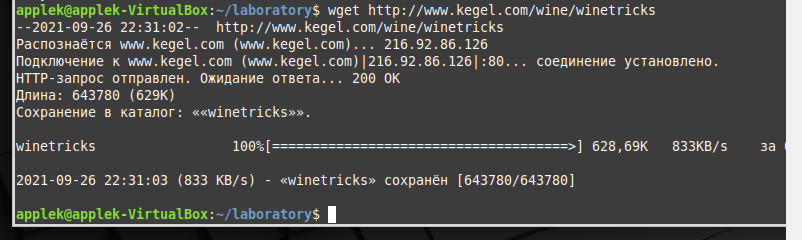 applek@applek-VirtualBox:~/laboratory$ wget http://www.kegel.com/wine/winetricks
--2021-09-26 22:31:02--  http://www.kegel.com/wine/winetricks
Распознаётся www.kegel.com (www.kegel.com)... 216.92.86.126
Подключение к www.kegel.com (www.kegel.com)|216.92.86.126|:80... соединение установлено.
HTTP-запрос отправлен. Ожидание ответа... 200 OK
Длина: 643780 (629K)
Сохранение в каталог: ««winetricks»».
winetricks 100%[=====================================>] 628,69K 833KB/s за
2021-09-26 22:31:03 (833 KB/s) - «winetricks» сохранён [643780/643780]
applek@applek-VirtualBox:~/laboratory$